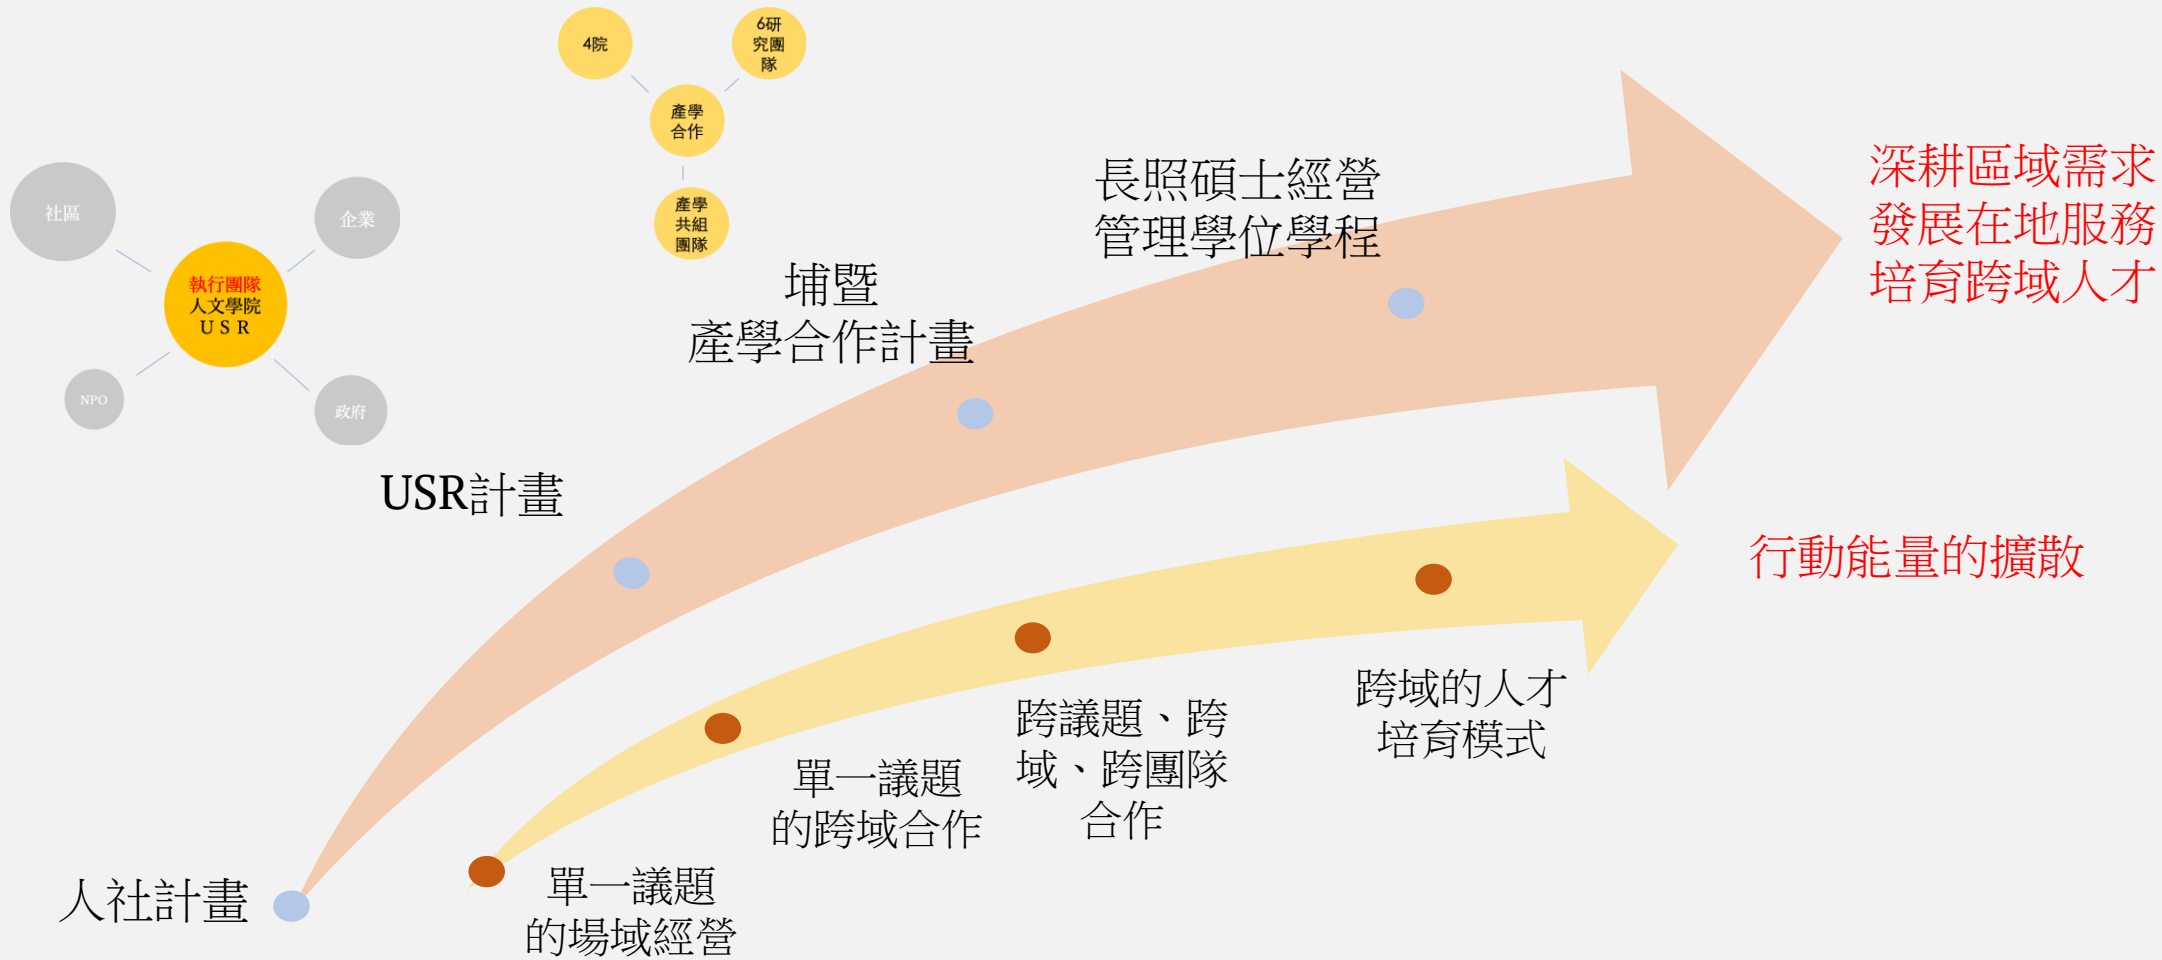 4院
6研
究團
隊
產學
合作
產學
共組
團隊
社區
企業
執行團隊
人文學院
U S R
NPO
政府
長照碩士經營
管理學位學程
深耕區域需求
發展在地服務
培育跨域人才
埔暨
產學合作計畫
USR計畫
行動能量的擴散
跨域的人才
培育模式
跨議題、跨
域、跨團隊
合作
單一議題
的跨域合作
人社計畫
單一議題
的場域經營